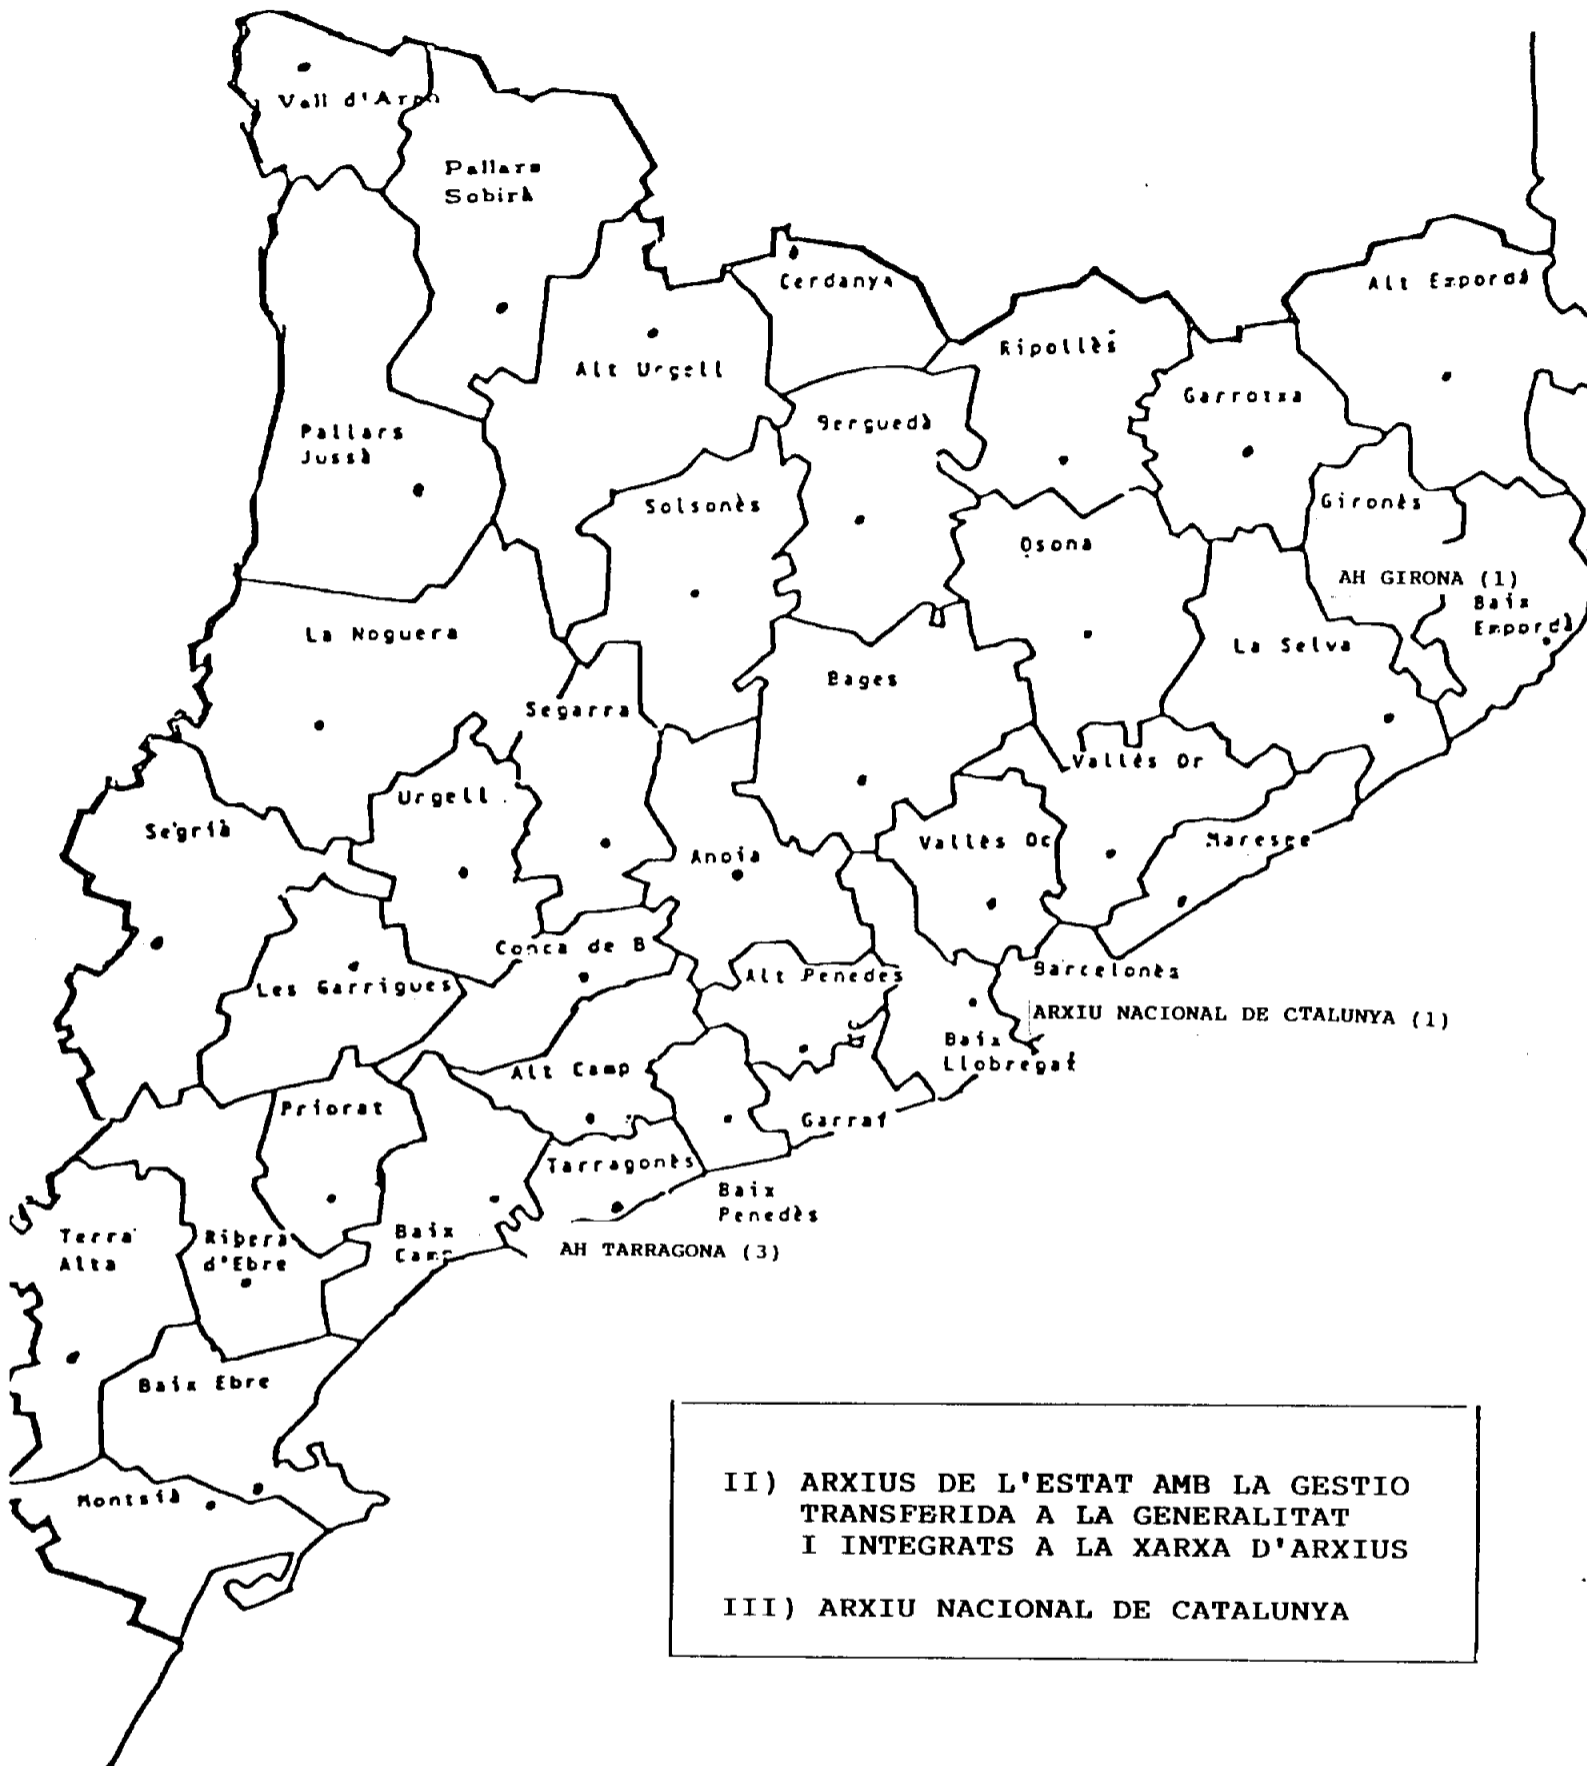 Vall d'Aran
Pallars
Sobirà
Cerdanya
Alt Empordà
Ripollès
Alt Urgell
Garrotxa
Berguedà
Pallars
Jussà
Solsonès
Gironès
Osona
AH GIRONA (1)
Baix
Empordà
La Noguera
La Selva
Bages
Segarra
Vallès Or
Urgell
Segrià
Vallès Oc
Maresme
Anoia
Conca de B
Barcelonès
Alt Penedès
Les Garrigues
ARXIU NACIONAL DE CTALUNYA (1)
Baix
Llobregat
Alt Camp
Priorat
Garraf
Tarragonès
Baix
Penedès
Terra
Alta
Ribera
d'Ebre
Baix
Camp
AH TARRAGONA (3)
Baix Ebre
Montsià
II) ARXIUS DE L'ESTAT AMB LA GESTIO
TRANSFERIDA A LA GENERALITAT
I INTEGRATS A LA XARXA D'ARXIUS
III) ARXIU NACIONAL DE CATALUNYA